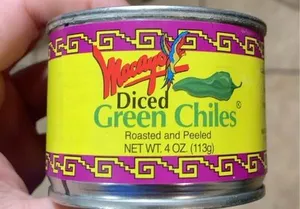 Macayo
Diced
Green Chiles®
Roasted and Peeled
NET WT. 4 OZ. (113g)